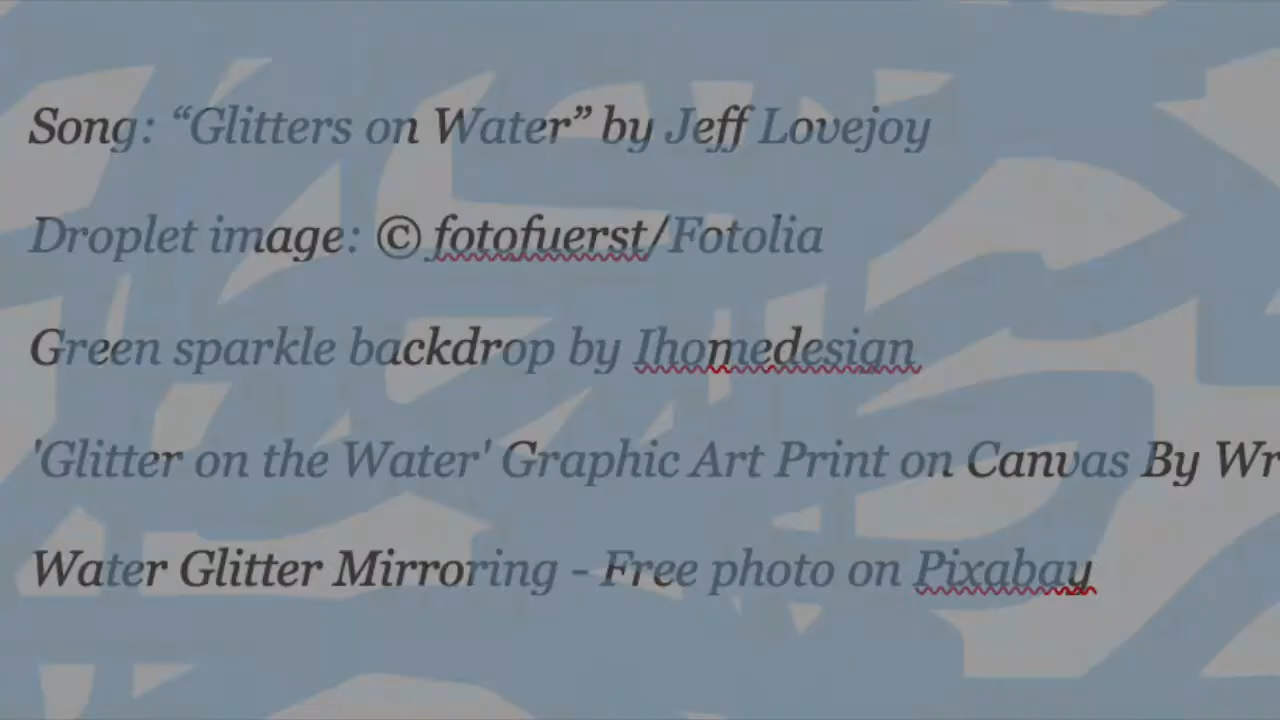 Song: “Glitters on Water” by Jeff Lovejoy
Droplet image: © fotofuerst/Fotolia
Green sparkle backdrop by Ihomedesign
'Glitter on the Water' Graphic Art Print on Canvas By
Water Glitter Mirroring - Free photo on Pixabay